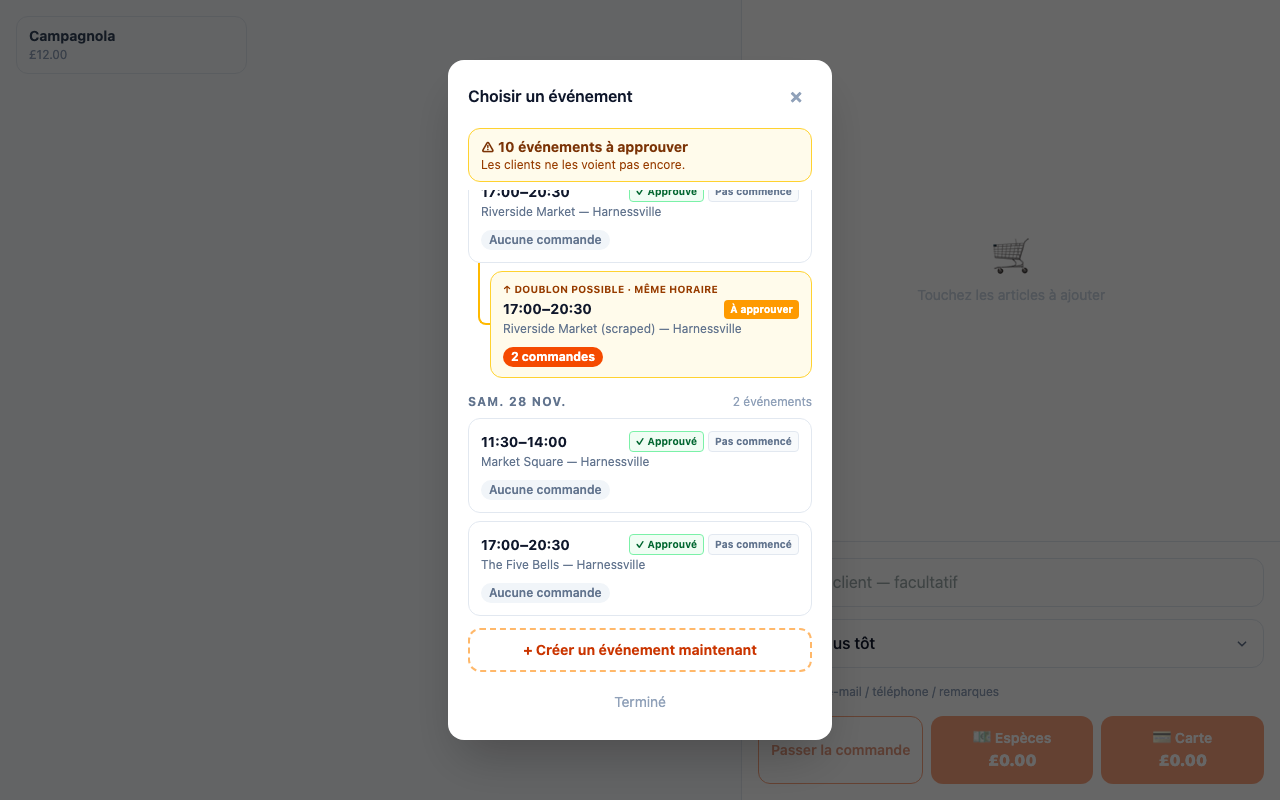 Campagnola
£12.00
Choisir un événement
×
⚠ 10 événements à approuver
Les clients ne les voient pas encore.
17:00–20:30
✓ Approuvé
Pas commencé
Riverside Market — Harnessville
Aucune commande
↑ DOUBLON POSSIBLE · MÊME HORAIRE
17:00–20:30
À approuver
Riverside Market (scraped) — Harnessville
2 commandes
SAM. 28 NOV.
2 événements
11:30–14:00
✓ Approuvé
Pas commencé
Market Square — Harnessville
Aucune commande
17:00–20:30
✓ Approuvé
Pas commencé
The Five Bells — Harnessville
Aucune commande
+ Créer un événement maintenant
Terminé
Touchez les articles à ajouter
client — facultatif
us tôt
-mail / téléphone / remarques
Passer la commande
Espèces
£0.00
Carte
£0.00